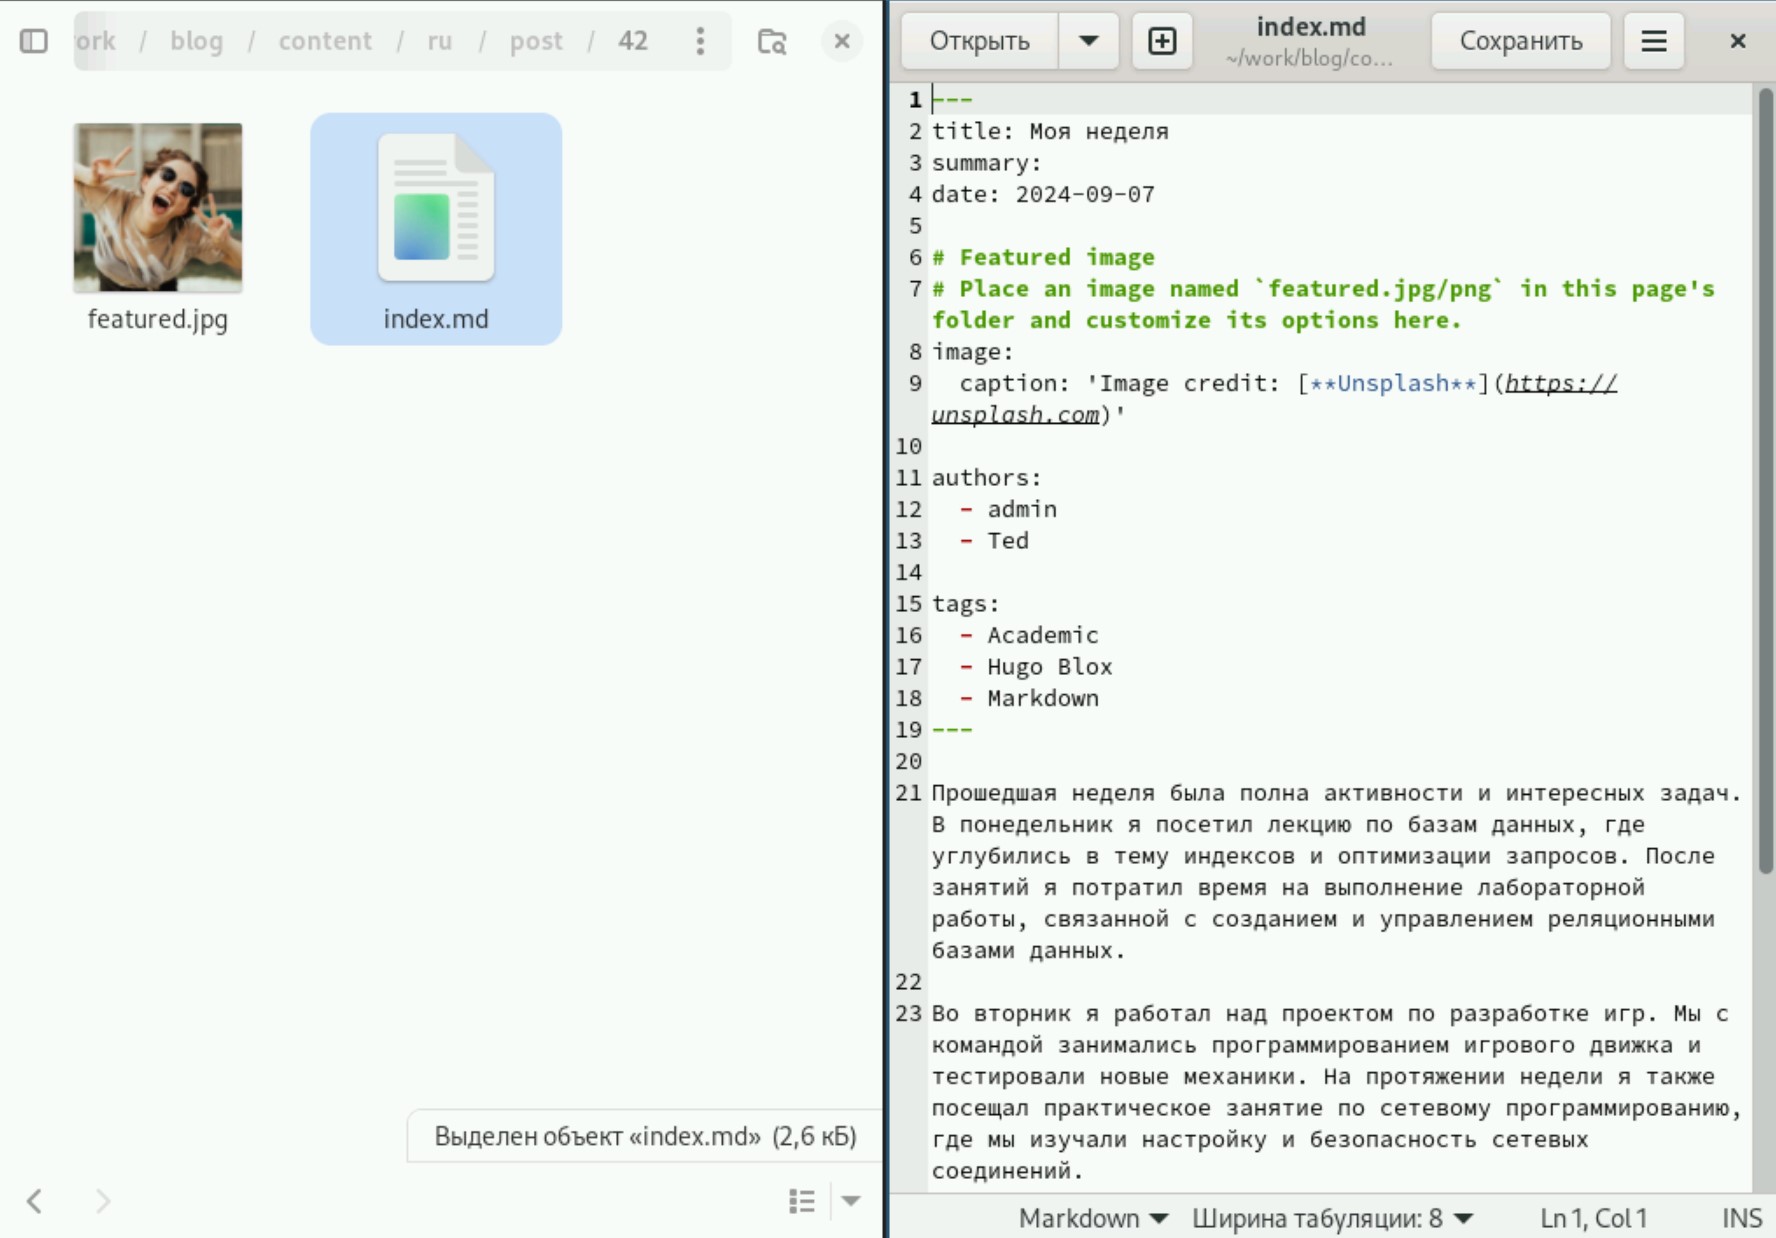 ork / blog / content / ru / post / 42
featured.jpg
index.md
Выделен объект «index.md» (2,6 кБ)
Открыть
index.md
~/work/blog/co...
Сохранить
1 ---
2 title: Моя неделя
3 summary:
4 date: 2024-09-07
5
6 # Featured image
7 # Place an image named `featured.jpg/png` in this page's
folder and customize its options here.
8 image:
9   caption: 'Image credit: [**Unsplash**](https://
unsplash.com)'
10
11 authors:
12   - admin
13   - Ted
14
15 tags:
16   - Academic
17   - Hugo Blox
18   - Markdown
19 ---
20
21 Прошедшая неделя была полна активности и интересных задач.
В понедельник я посетил лекцию по базам данных, где
углубились в тему индексов и оптимизации запросов. После
занятий я потратил время на выполнение лабораторной
работы, связанной с созданием и управлением реляционными
базами данных.
22
23 Во вторник я работал над проектом по разработке игр. Мы с
командой занимались программированием игрового движка и
тестировали новые механики. На протяжении недели я также
посещал практическое занятие по сетевому программированию,
где мы изучали настройку и безопасность сетевых
соединений.
Markdown
Ширина табуляции: 8
Ln 1, Col 1
INS